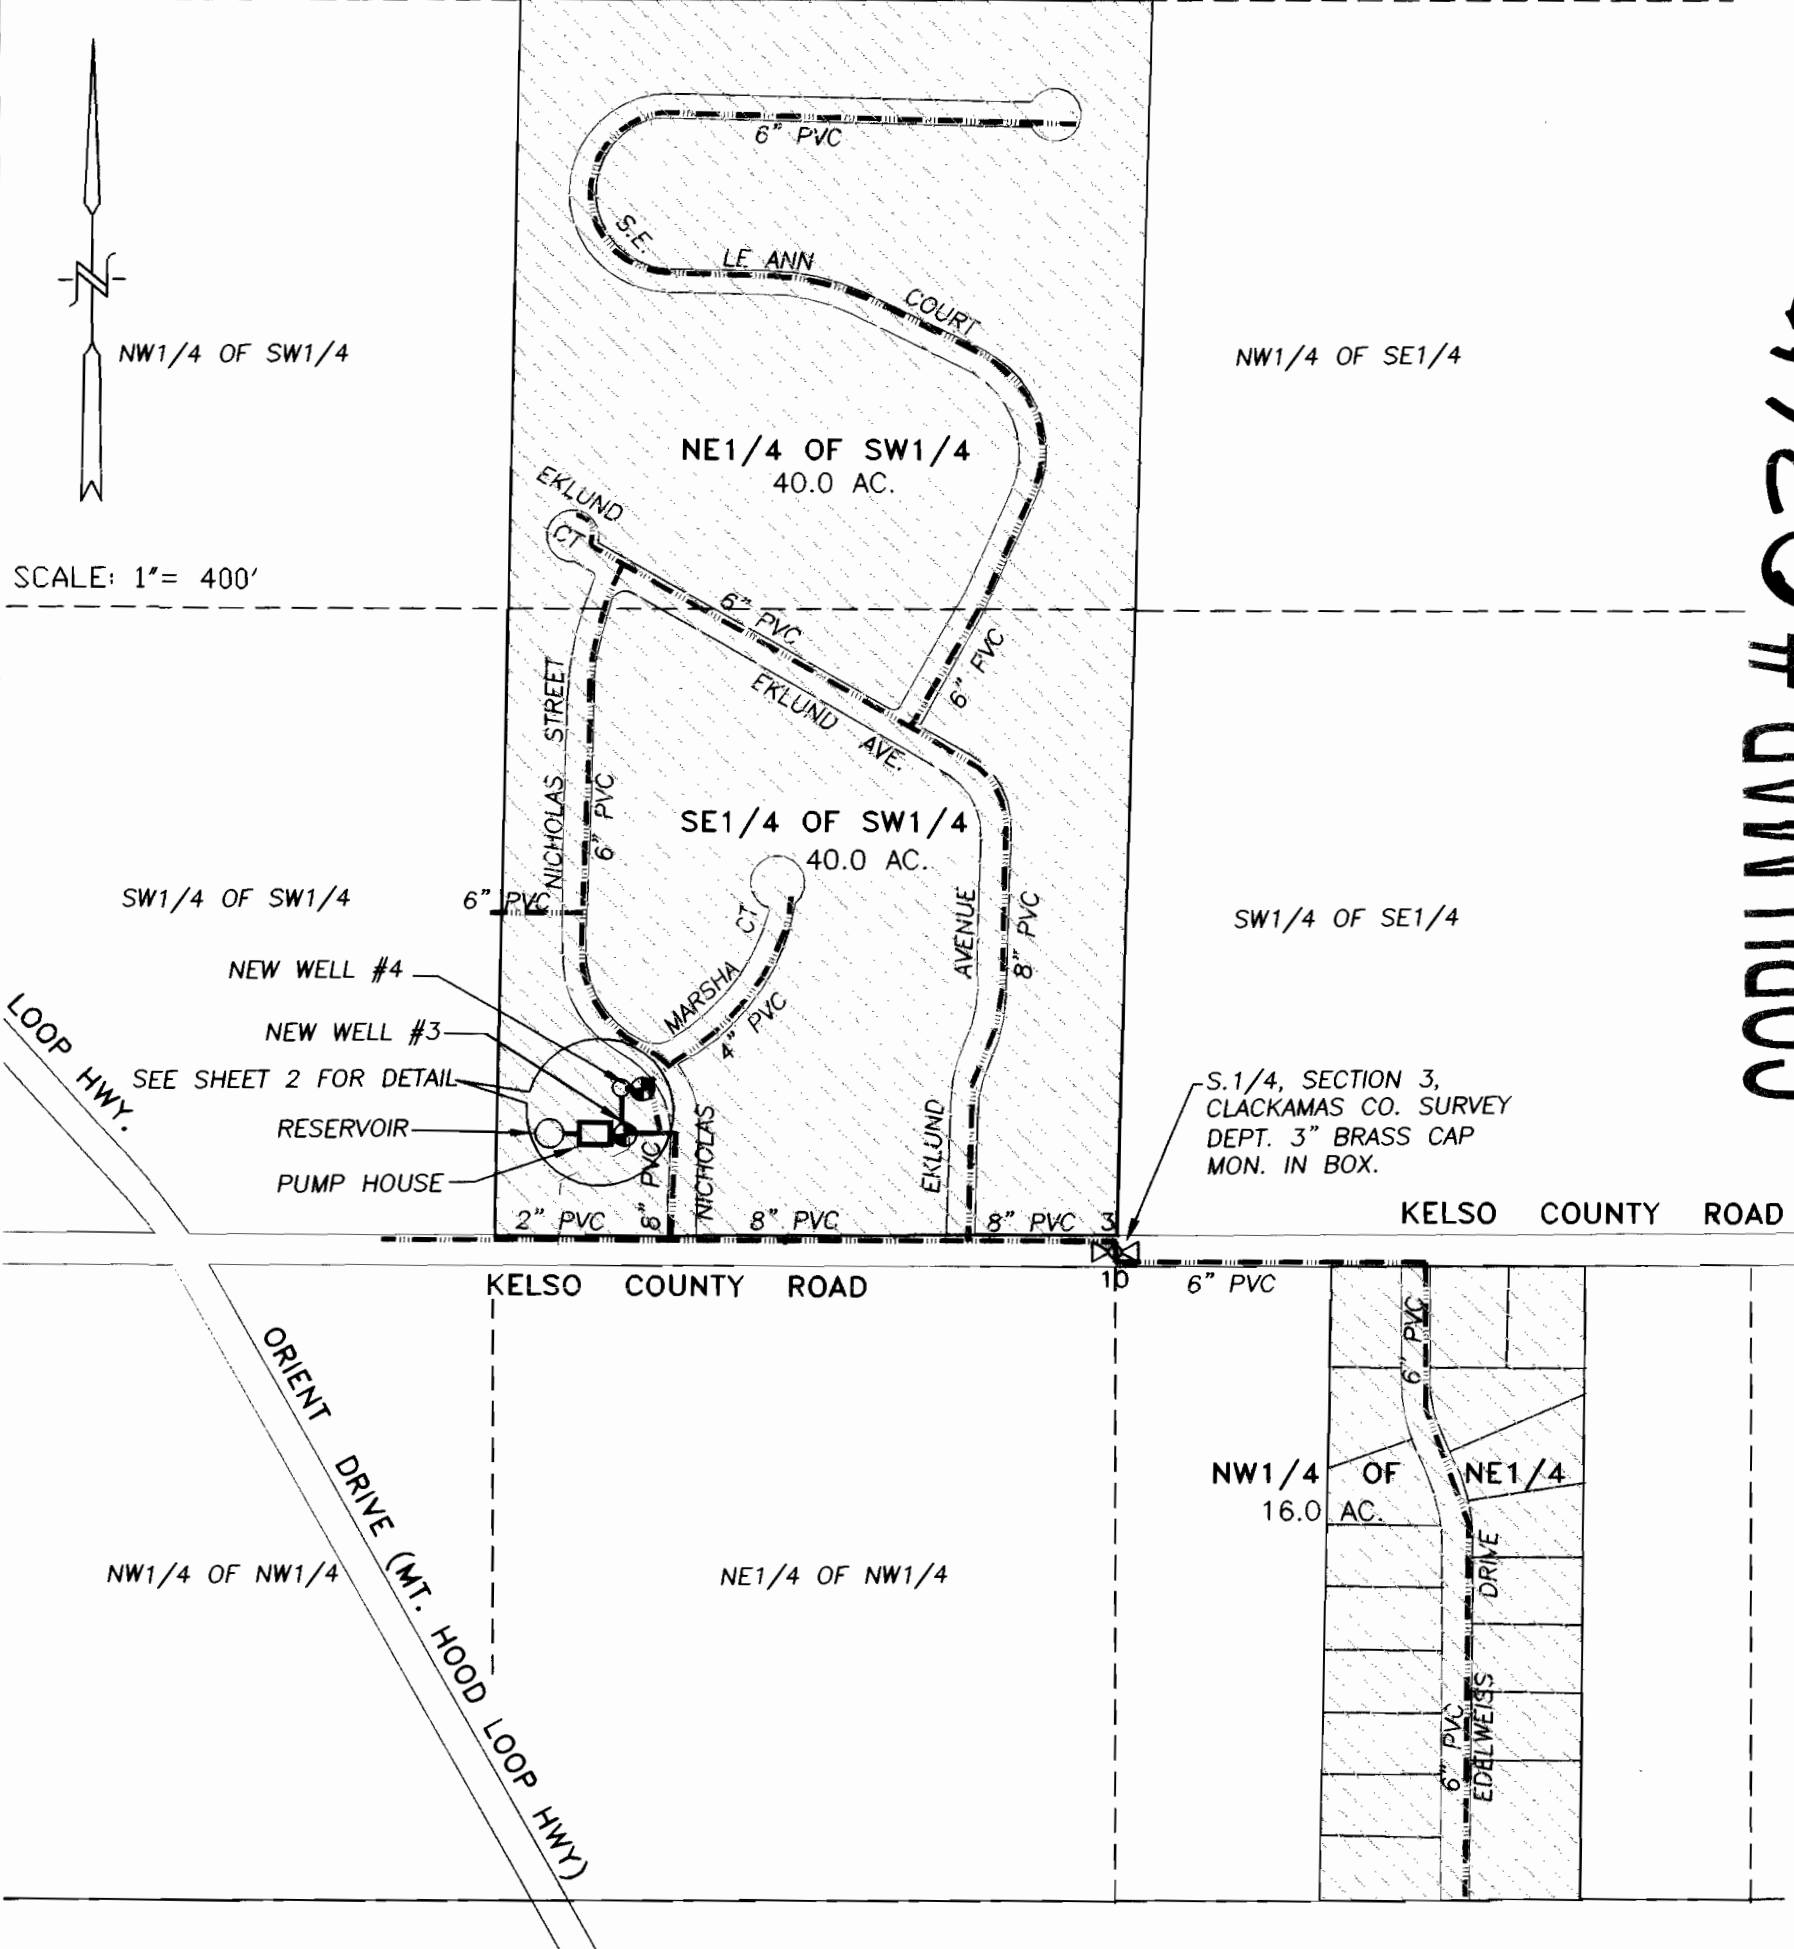 6" PVC
S.E.
LE ANN
COURT
N
NW1/4 OF SW1/4
NW1/4 OF SE1/4
NE1/4 OF SW1/4
40.0 AC.
EKLUND
CT
SCALE: 1"= 400'
6" PVC
6" PVC
EKLUND AVE.
NICHOLAS STREET
6" PVC
SE1/4 OF SW1/4
40.0 AC.
SW1/4 OF SW1/4
6" PVC
SW1/4 OF SE1/4
MARSHA CT
4" PVC
EKLUND AVENUE
8" PVC
NEW WELL #4
NEW WELL #3
SEE SHEET 2 FOR DETAIL
RESERVOIR
PUMP HOUSE
LOOP HWY.
8" PVC
NICHOLAS
2" PVC
8" PVC
8" PVC
3
10
S.1/4, SECTION 3,
CLACKAMAS CO. SURVEY
DEPT. 3" BRASS CAP
MON. IN BOX.
KELSO COUNTY ROAD
KELSO COUNTY ROAD
6" PVC
6" PVC
ORIENT DRIVE (MT. HOOD LOOP HWY)
NW1/4 OF NE1/4
16.0 AC.
NW1/4 OF NW1/4
NE1/4 OF NW1/4
EDELWEISS DRIVE
6" PVC